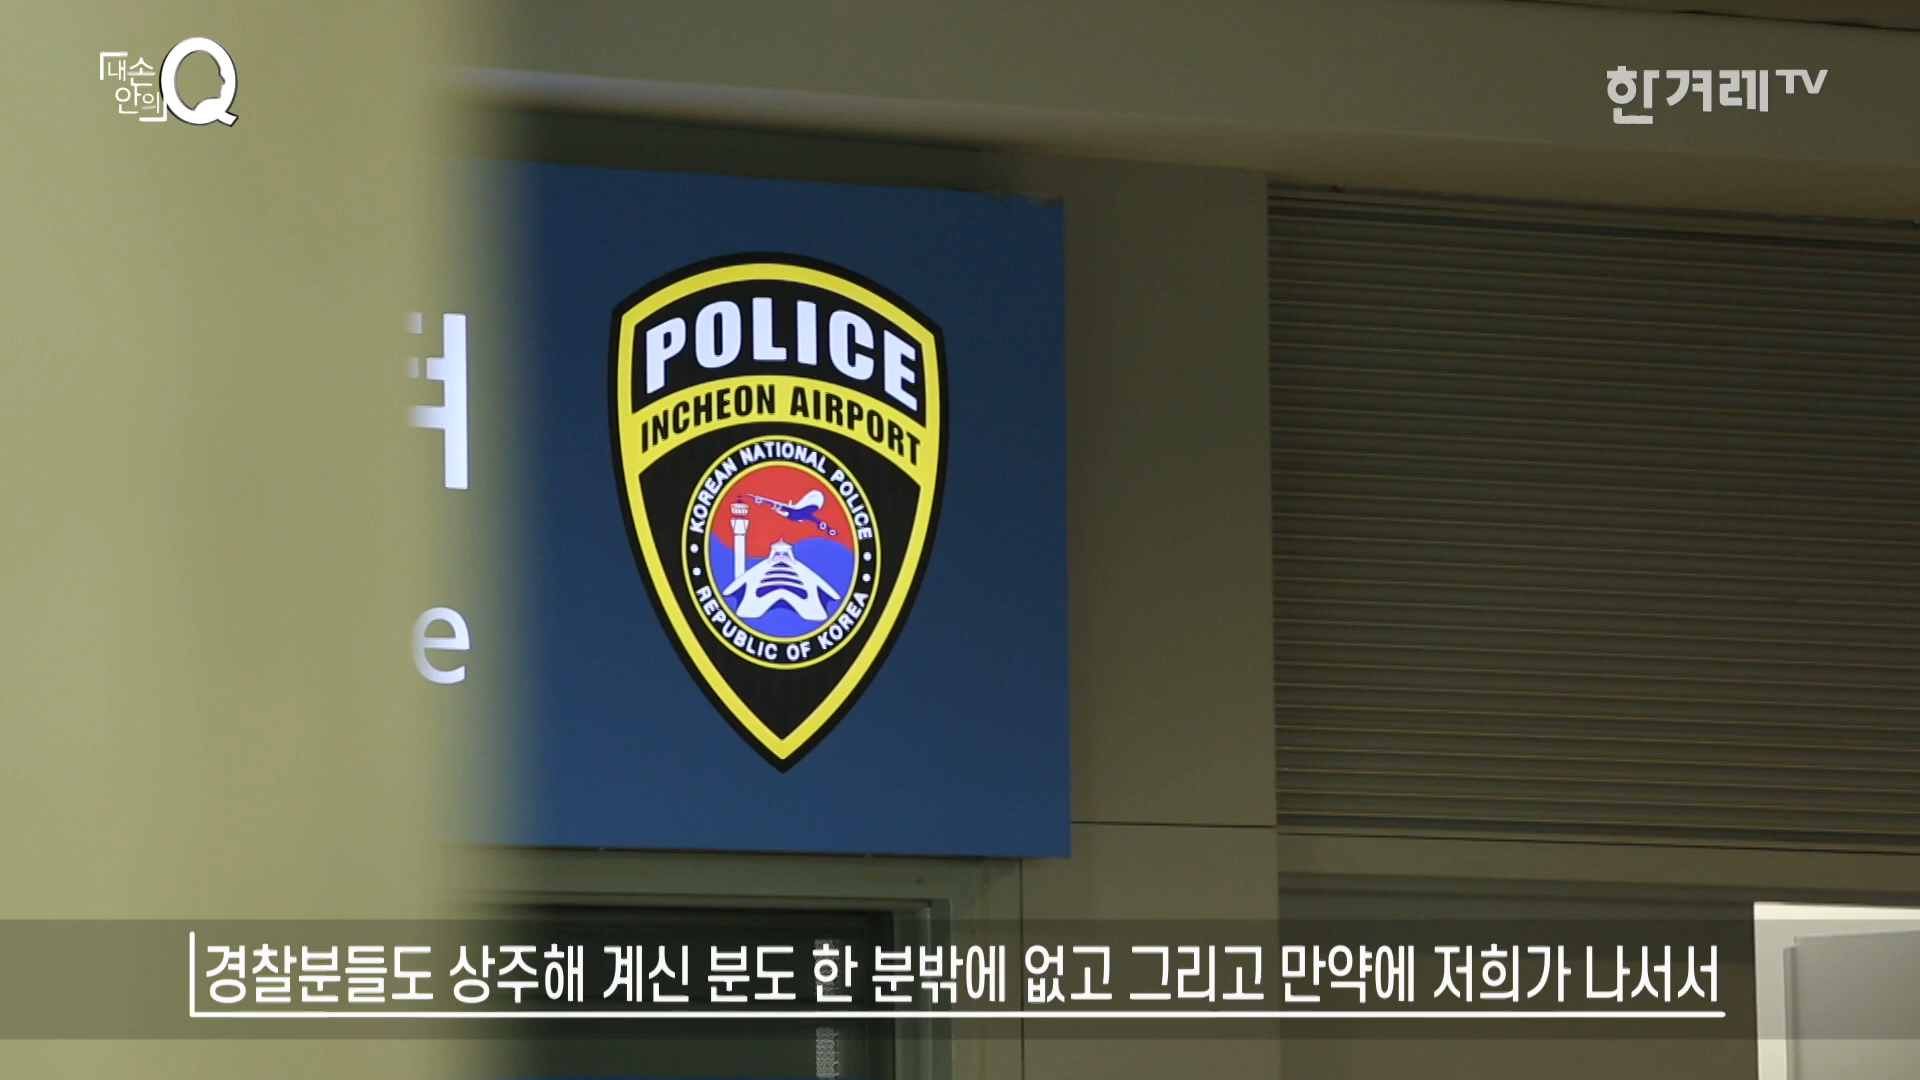 「내손
안의」
Q
한겨레TV
POLICE
INCHEON AIRPORT
KOREAN NATIONAL POLICE
REPUBLIC OF KOREA
e
경찰분들도 상주해 계신 분도 한 분밖에 없고 그리고 만약에 저희가 나서서